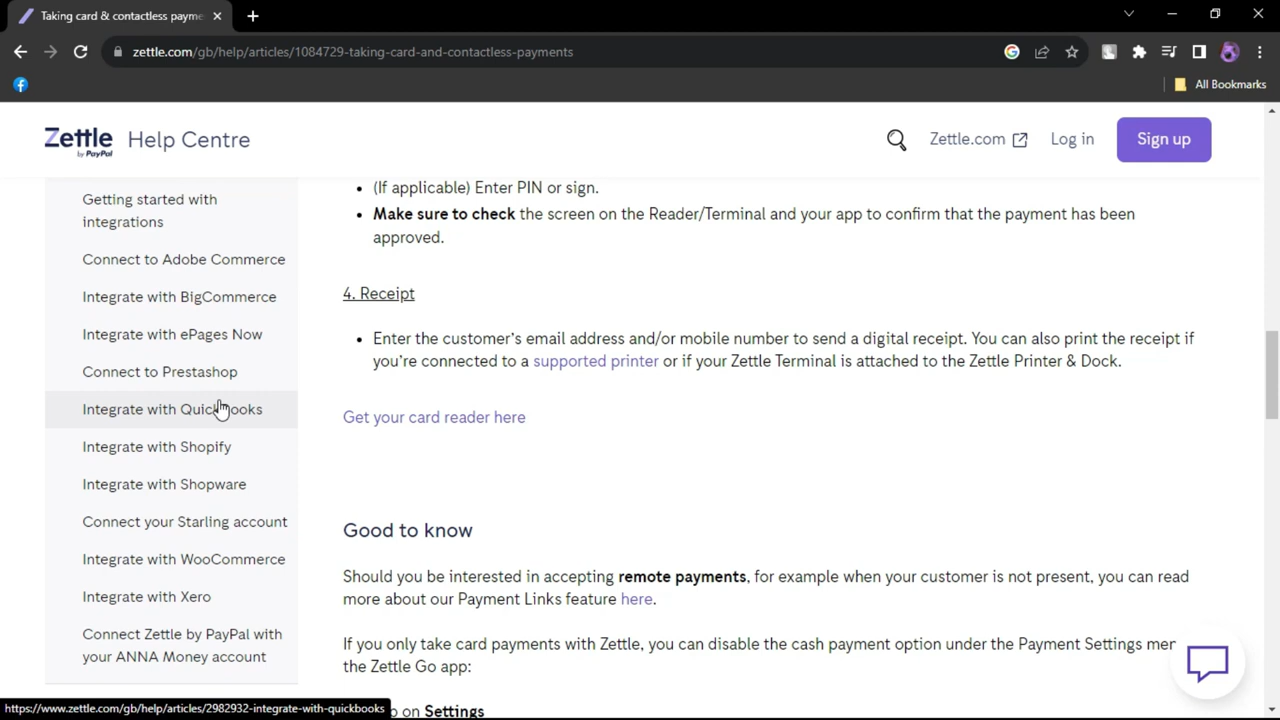 Taking card & contactless payme
zettle.com/gb/help/articles/1084729-taking-card-and-contactless-payments
All Bookmarks
Zettle
by PayPal
Help Centre
Zettle.com
Log in
Sign up
Getting started with
integrations
Connect to Adobe Commerce
Integrate with BigCommerce
Integrate with ePages Now
Connect to Prestashop
Integrate with QuickBooks
Integrate with Shopify
Integrate with Shopware
Connect your Starling account
Integrate with WooCommerce
Integrate with Xero
Connect Zettle by PayPal with
your ANNA Money account
• (If applicable) Enter PIN or sign.
• Make sure to check the screen on the Reader/Terminal and your app to confirm that the payment has been
approved.
4. Receipt
• Enter the customer's email address and/or mobile number to send a digital receipt. You can also print the receipt if
you're connected to a supported printer or if your Zettle Terminal is attached to the Zettle Printer & Dock.
Get your card reader here
Good to know
Should you be interested in accepting remote payments, for example when your customer is not present, you can read
more about our Payment Links feature here.
If you only take card payments with Zettle, you can disable the cash payment option under the Payment Settings mer
the Zettle Go app:
on Settings
https://www.zettle.com/gb/help/articles/2982932-integrate-with-quickbooks